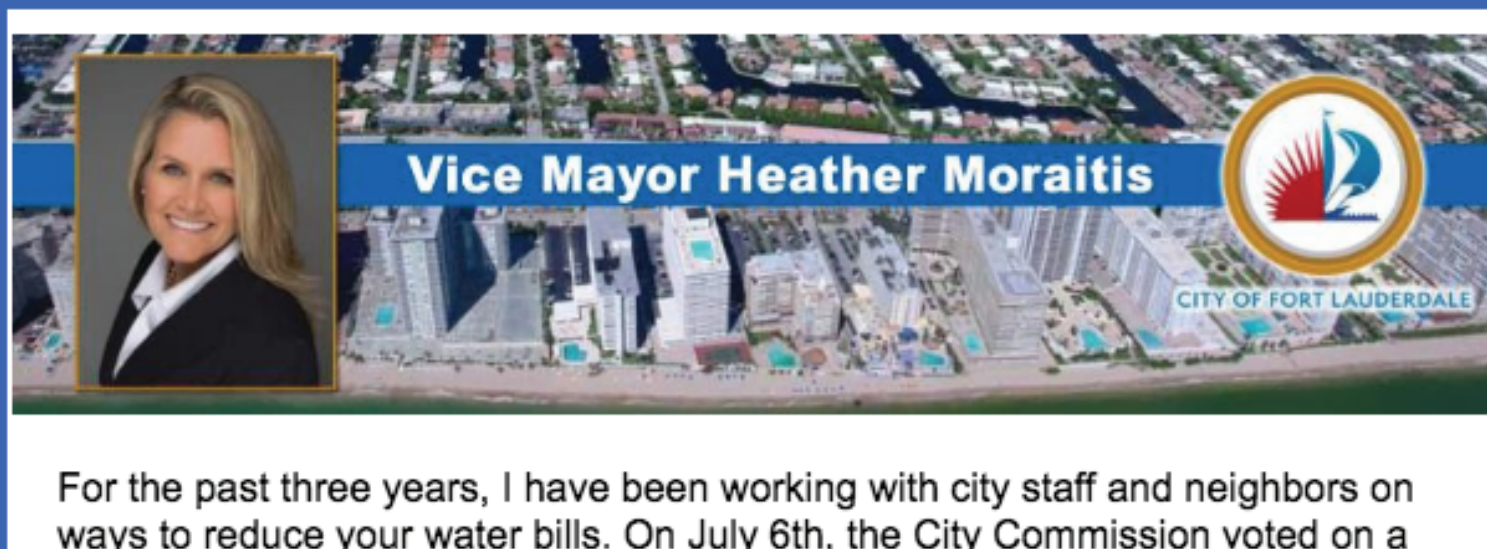 Vice Mayor Heather Moraitis
CITY OF FORT LAUDERDALE
For the past three years, I have been working with city staff and neighbors on
ways to reduce your water bills. On July 6th, the City Commission voted on a